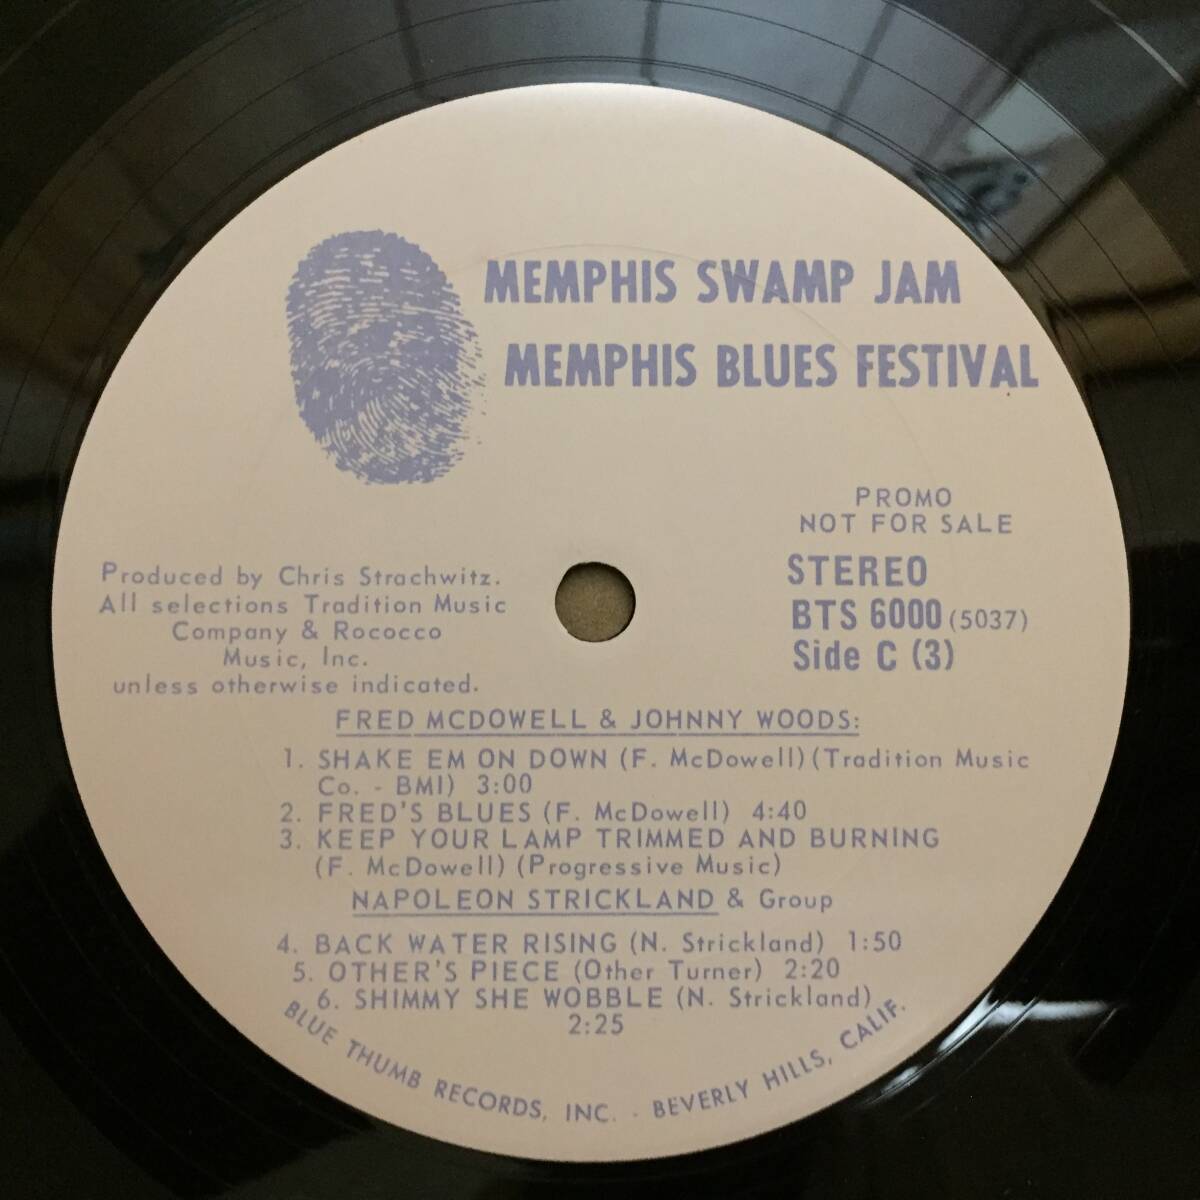 MEMPHIS SWAMP JAM
MEMPHIS BLUES FESTIVAL
PROMO
NOT FOR SALE
STEREO
BTS 6000 (5037)
Side C (3)
Produced by Chris Strachwitz.
All selections Tradition Music
Company & Rococco
Music, Inc.
unless otherwise indicated.
FRED MCDOWELL & JOHNNY WOODS:
1. SHAKE EM ON DOWN (F. McDowell) (Tradition Music
Co. - BMI) 3:00
2. FRED'S BLUES (F. McDowell) 4:40
3. KEEP YOUR LAMP TRIMMED AND BURNING
(F. McDowell) (Progressive Music)
NAPOLEON STRICKLAND & Group
4. BACK WATER RISING (N. Strickland) 1:50
5. OTHER'S PIECE (Other Turner) 2:20
6. SHIMMY SHE WOBBLE (N. Strickland)
2:25
BLUE THUMB RECORDS, INC. - BEVERLY HILLS, CALIF.